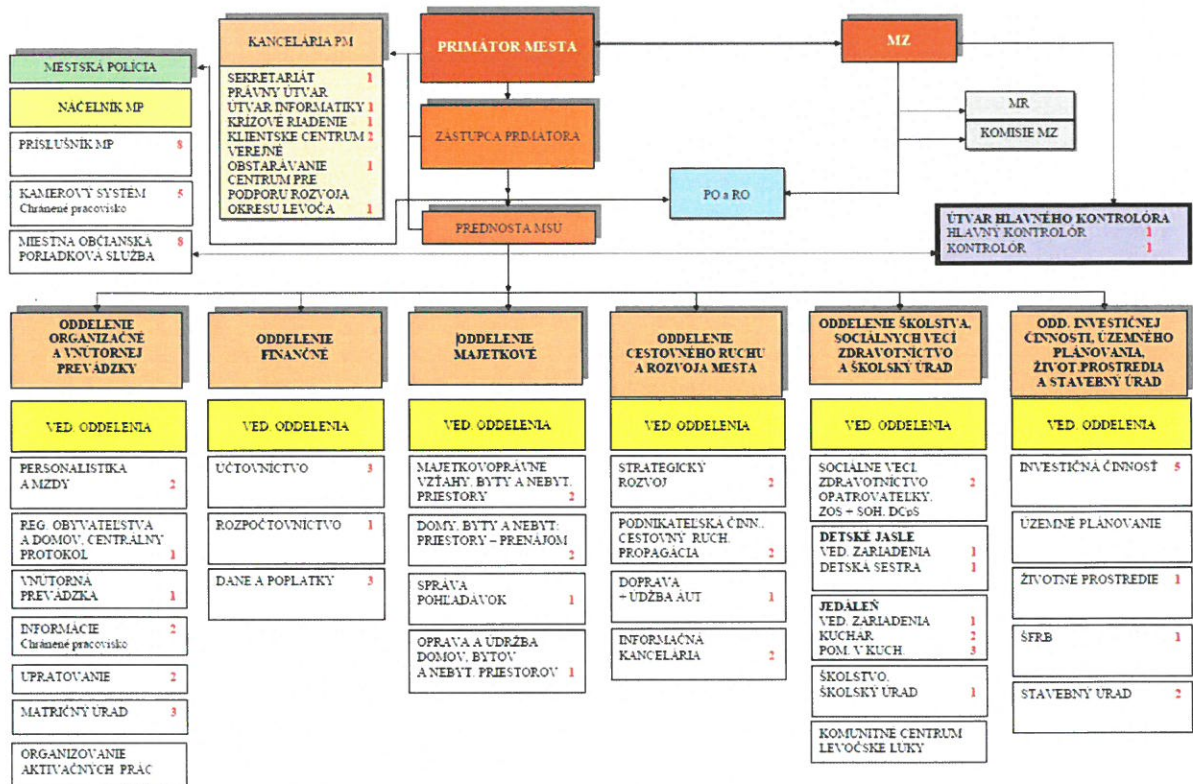 KANCELÁRIA PM
SEKRETARIÁT 1
PRÁVNY ÚTVAR
ÚTVAR INFORMATIKY 1
KRÍZOVÉ RIADENIE 1
KLIENTSKE CENTRUM 2
VEREJNÉ
OBSTARÁVANIE 1
CENTRUM PRE
PODPORU ROZVOJA
OKRESU LEVOČA 1
PRIMÁTOR MESTA
MZ
MESTSKÁ POLÍCIA
NÁČELNÍK MP
PRÍSLUŠNÍK MP 8
KAMEROVÝ SYSTÉM 5
Chránené pracovisko
MIESTNA OBČIANSKA 8
PORIADKOVÁ SLUŽBA
ZÁSTUPCA PRIMÁTORA
PREDNOSTA MSÚ
MR
KOMISIE MZ
PO a RO
ÚTVAR HLAVNÉHO KONTROLÓRA
HLAVNÝ KONTROLÓR 1
KONTROLÓR 1
ODDELENIE
ORGANIZAČNÉ
A VNÚTORNEJ
PREVÁDZKY
VED. ODDELENIA
PERSONALISTIKA
A MZDY 2
REG. OBYVATEĽSTVA
A DOMOV, CENTRÁLNY
PROTOKOL 1
VNÚTORNÁ
PREVÁDZKA 1
INFORMÁCIE 2
Chránené pracovisko
UPRATOVANIE 2
MATRIČNÝ ÚRAD 3
ORGANIZOVANIE
AKTIVAČNÝCH PRÁC
ODDELENIE
FINANČNÉ
VED. ODDELENIA
ÚČTOVNÍCTVO 3
ROZPOČTOVNÍCTVO 1
DANE A POPLATKY 3
ODDELENIE
MAJETKOVÉ
VED. ODDELENIA
MAJETKOVOPRÁVNE
VZŤAHY, BYTY A NEBYT.
PRIESTORY 2
DOMY, BYTY A NEBYT.
PRIESTORY – PRENÁJOM
2
SPRÁVA
POHĽADÁVOK 1
OPRAVA A ÚDRŽBA
DOMOV, BYTOV
A NEBYT. PRIESTOROV 1
ODDELENIE
CESTOVNÉHO RUCHU
A ROZVOJA MESTA
VED. ODDELENIA
STRATEGICKÝ
ROZVOJ 2
PODNIKATEĽSKÁ ČINN.,
CESTOVNÝ RUCH,
PROPAGÁCIA 2
DOPRAVA
+ ÚDŽBA ÁUT 1
INFORMAČNÁ
KANCELÁRIA 2
ODDELENIE ŠKOLSTVA,
SOCIÁLNYCH VECÍ
ZDRAVOTNÍCTVO
A ŠKOLSKÝ ÚRAD
VED. ODDELENIA
SOCIÁLNE VECI,
ZDRAVOTNÍCTVO 2
OPATROVATEĽKY,
ZOS + SOH, DCpS
DETSKÉ JASLE
VED. ZARIADENIA 1
DETSKÁ SESTRA 1
JEDÁLEŇ
VED. ZARIADENIA 1
KUCHÁR 2
POM. V KUCH. 3
ŠKOLSTVO,
ŠKOLSKÝ ÚRAD 1
KOMUNITNÉ CENTRUM
LEVOČSKÉ LÚKY
ODD. INVESTIČNEJ
ČINNOSTI, ÚZEMNÉHO
PLÁNOVANIA,
ŽIVOT.PROSTREDIA
A STAVEBNÝ ÚRAD
VED. ODDELENIA
INVESTIČNÁ ČINNOSŤ 5
ÚZEMNÉ PLÁNOVANIE
ŽIVOTNÉ PROSTREDIE 1
ŠFRB 1
STAVEBNÝ ÚRAD 2